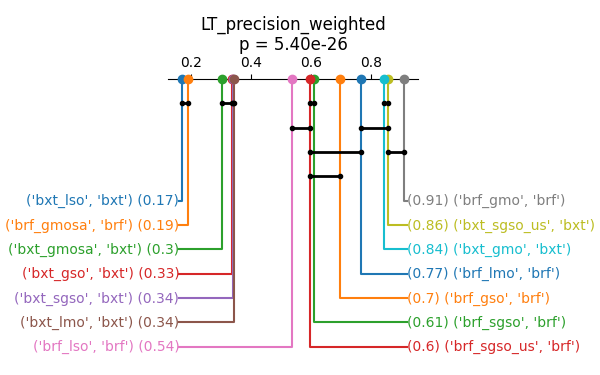 LT_precision_weighted
p = 5.40e-26
0.2 0.4 0.6 0.8
('bxt_lso', 'bxt') (0.17) (0.91) ('brf_gmo', 'brf')
('brf_gmosa', 'brf') (0.19) (0.86) ('bxt_sgso_us', 'bxt')
('bxt_gmosa', 'bxt') (0.3) (0.84) ('bxt_gmo', 'bxt')
('bxt_gso', 'bxt') (0.33) (0.77) ('brf_lmo', 'brf')
('bxt_sgso', 'bxt') (0.34) (0.7) ('brf_gso', 'brf')
('bxt_lmo', 'bxt') (0.34) (0.61) ('brf_sgso', 'brf')
('brf_lso', 'brf') (0.54) (0.6) ('brf_sgso_us', 'brf')